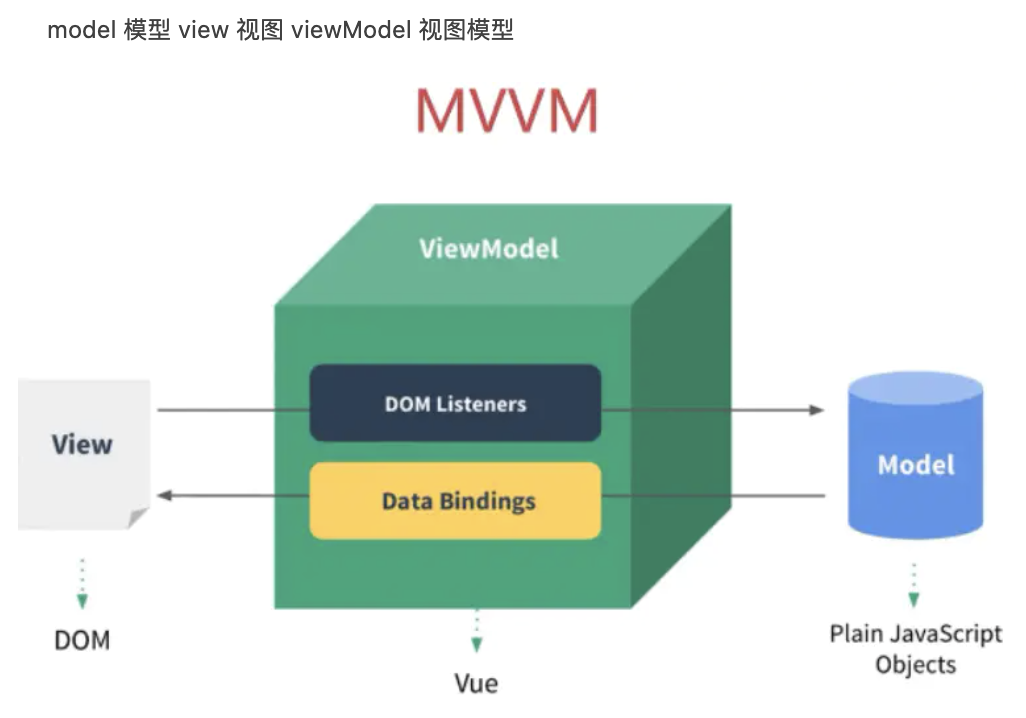 model 模型 view 视图 viewModel 视图模型
MVVM
ViewModel
DOM Listeners
View
Model
Data Bindings
DOM
Plain JavaScript
Objects
Vue